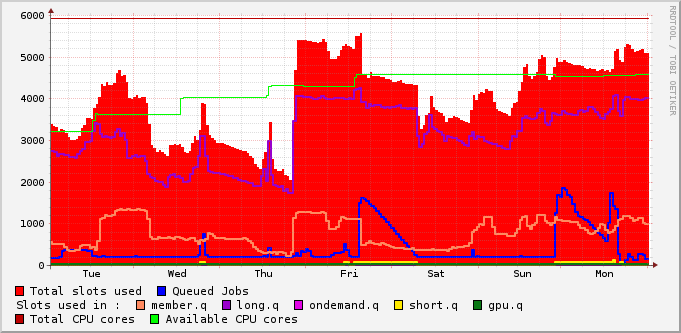 RRDTOOL / TOBI OETIKER
6000
5000
4000
3000
2000
1000
0
Tue Wed Thu Fri Sat Sun Mon
Total slots used Queued Jobs
Slots used in : member.q long.q ondemand.q short.q gpu.q
Total CPU cores Available CPU cores